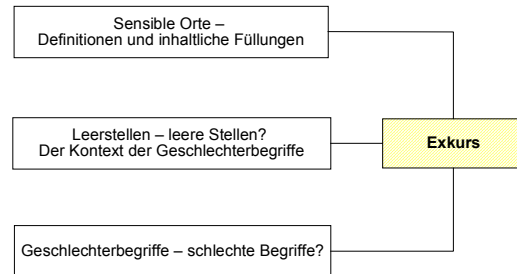 Sensible Orte –
Definitionen und inhaltliche Füllungen
Leerstellen – leere Stellen?
Der Kontext der Geschlechterbegriffe
Exkurs
Geschlechterbegriffe – schlechte Begriffe?